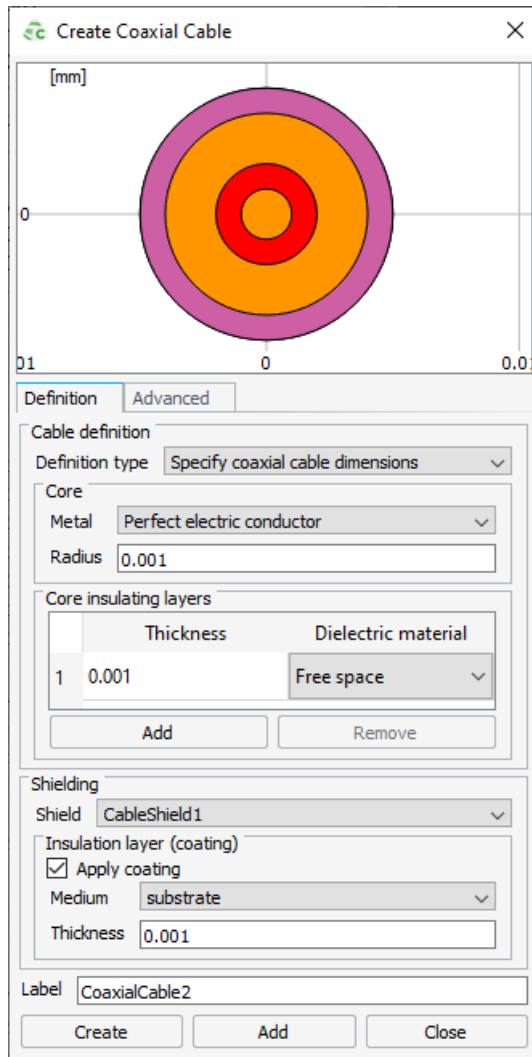 Create Coaxial Cable
[mm]
0
01 0 0.01
Definition Advanced
Cable definition
Definition type Specify coaxial cable dimensions
Core
Metal Perfect electric conductor
Radius 0.001
Core insulating layers
Thickness Dielectric material
1 0.001 Free space
Add Remove
Shielding
Shield CableShield1
Insulation layer (coating)
Apply coating
Medium substrate
Thickness 0.001
Label CoaxialCable2
Create Add Close